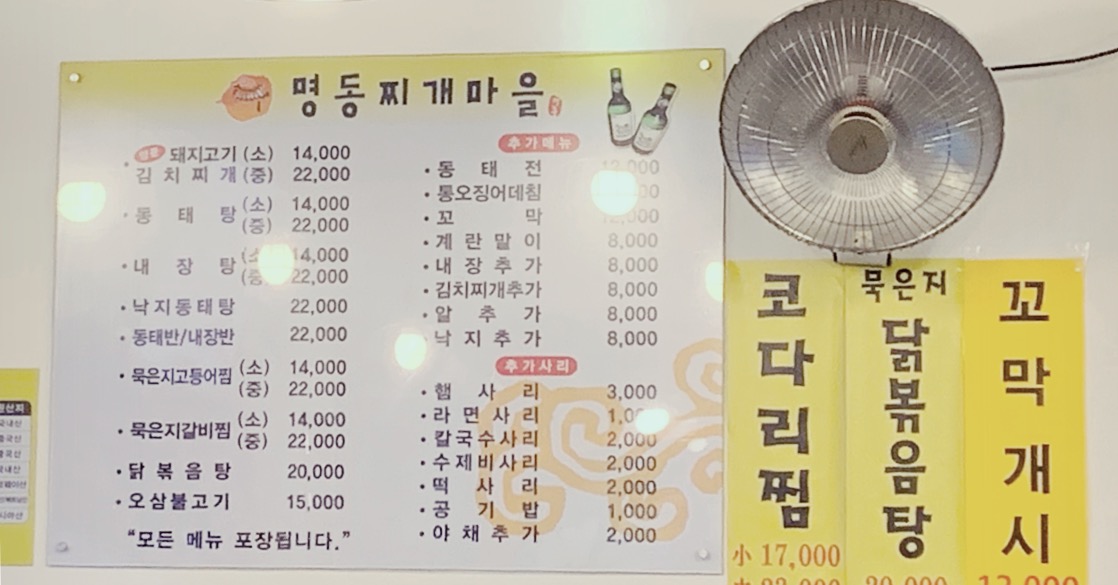 명동찌개마을
돼지고기 (소) 14,000
김치찌개 (중) 22,000
동태탕 (소) 14,000
(중) 22,000
내장탕 (소) 14,000
(중) 22,000
낙지동태탕 22,000
동태반/내장반 22,000
묵은지고등어찜 (소) 14,000
(중) 22,000
묵은지갈비찜 (소) 14,000
(중) 22,000
닭볶음탕 20,000
오삼불고기 15,000
“모든 메뉴 포장됩니다.”
추가메뉴
동태전
통오징어데침
꼬막
계란말이 8,000
내장추가 8,000
김치찌개추가 8,000
알추가 8,000
낙지추가 8,000
추가사리
햄사리 3,000
라면사리
칼국수사리 2,000
수제비사리 2,000
떡사리 2,000
공기밥 1,000
야채추가 2,000
코다리찜
小 17,000
묵은지
닭볶음탕
꼬막개시